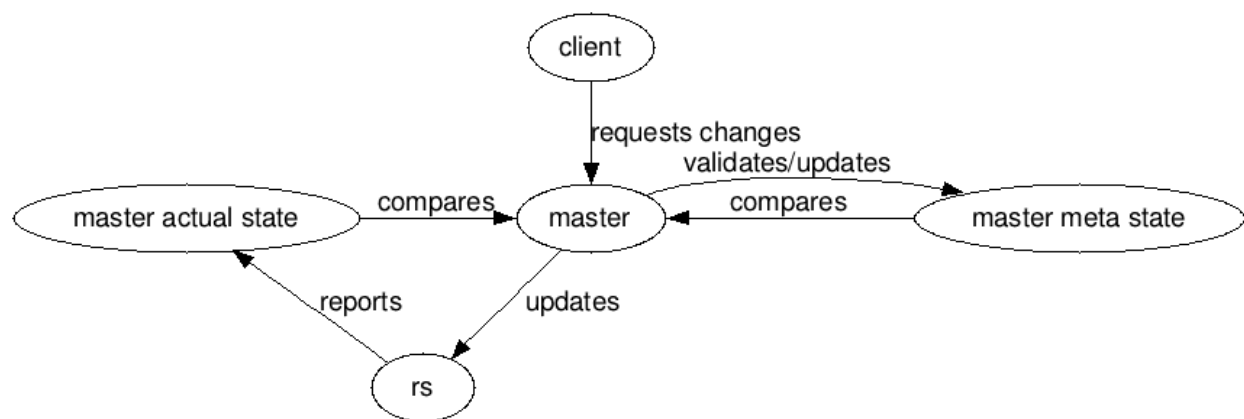 client
requests changes
validates/updates
master actual state
compares
master
compares
master meta state
reports
updates
rs